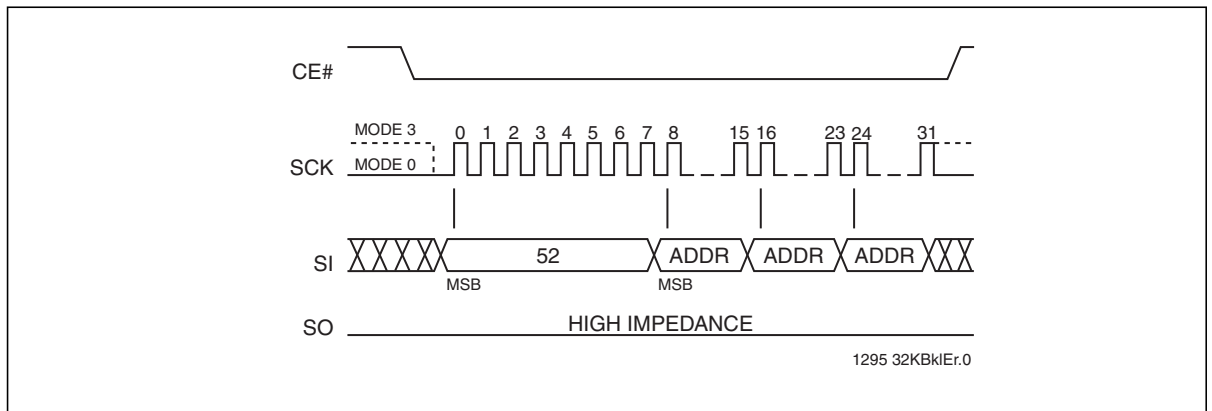 CE#
MODE 3
SCK MODE 0
0 1 2 3 4 5 6 7 8 15 16 23 24 31
SI 52 ADDR ADDR ADDR
MSB MSB
SO HIGH IMPEDANCE
1295 32KBklEr.0